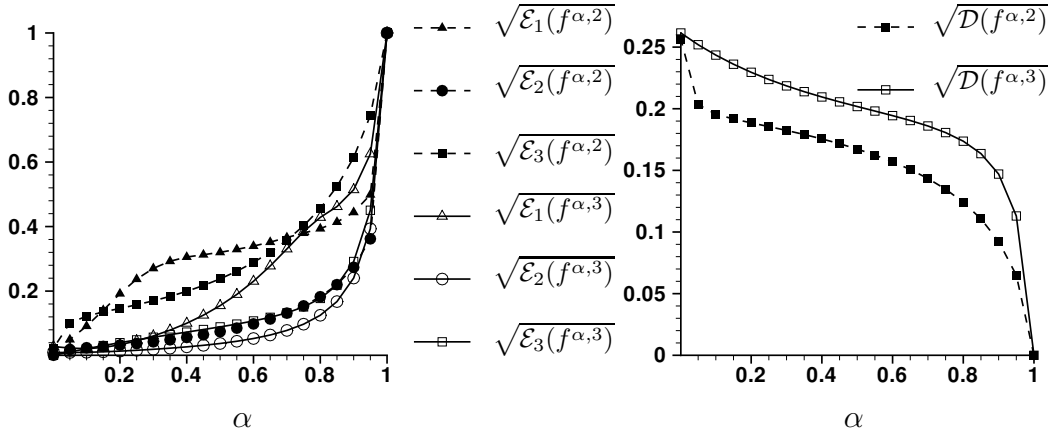 1
0.8
0.6
0.4
0.2
0.2 0.4 0.6 0.8 1
α
√ℰ₁(f^{α,2})
√ℰ₂(f^{α,2})
√ℰ₃(f^{α,2})
√ℰ₁(f^{α,3})
√ℰ₂(f^{α,3})
√ℰ₃(f^{α,3})
0.25
0.2
0.15
0.1
0.05
0
0.2 0.4 0.6 0.8 1
α
√𝒟(f^{α,2})
√𝒟(f^{α,3})